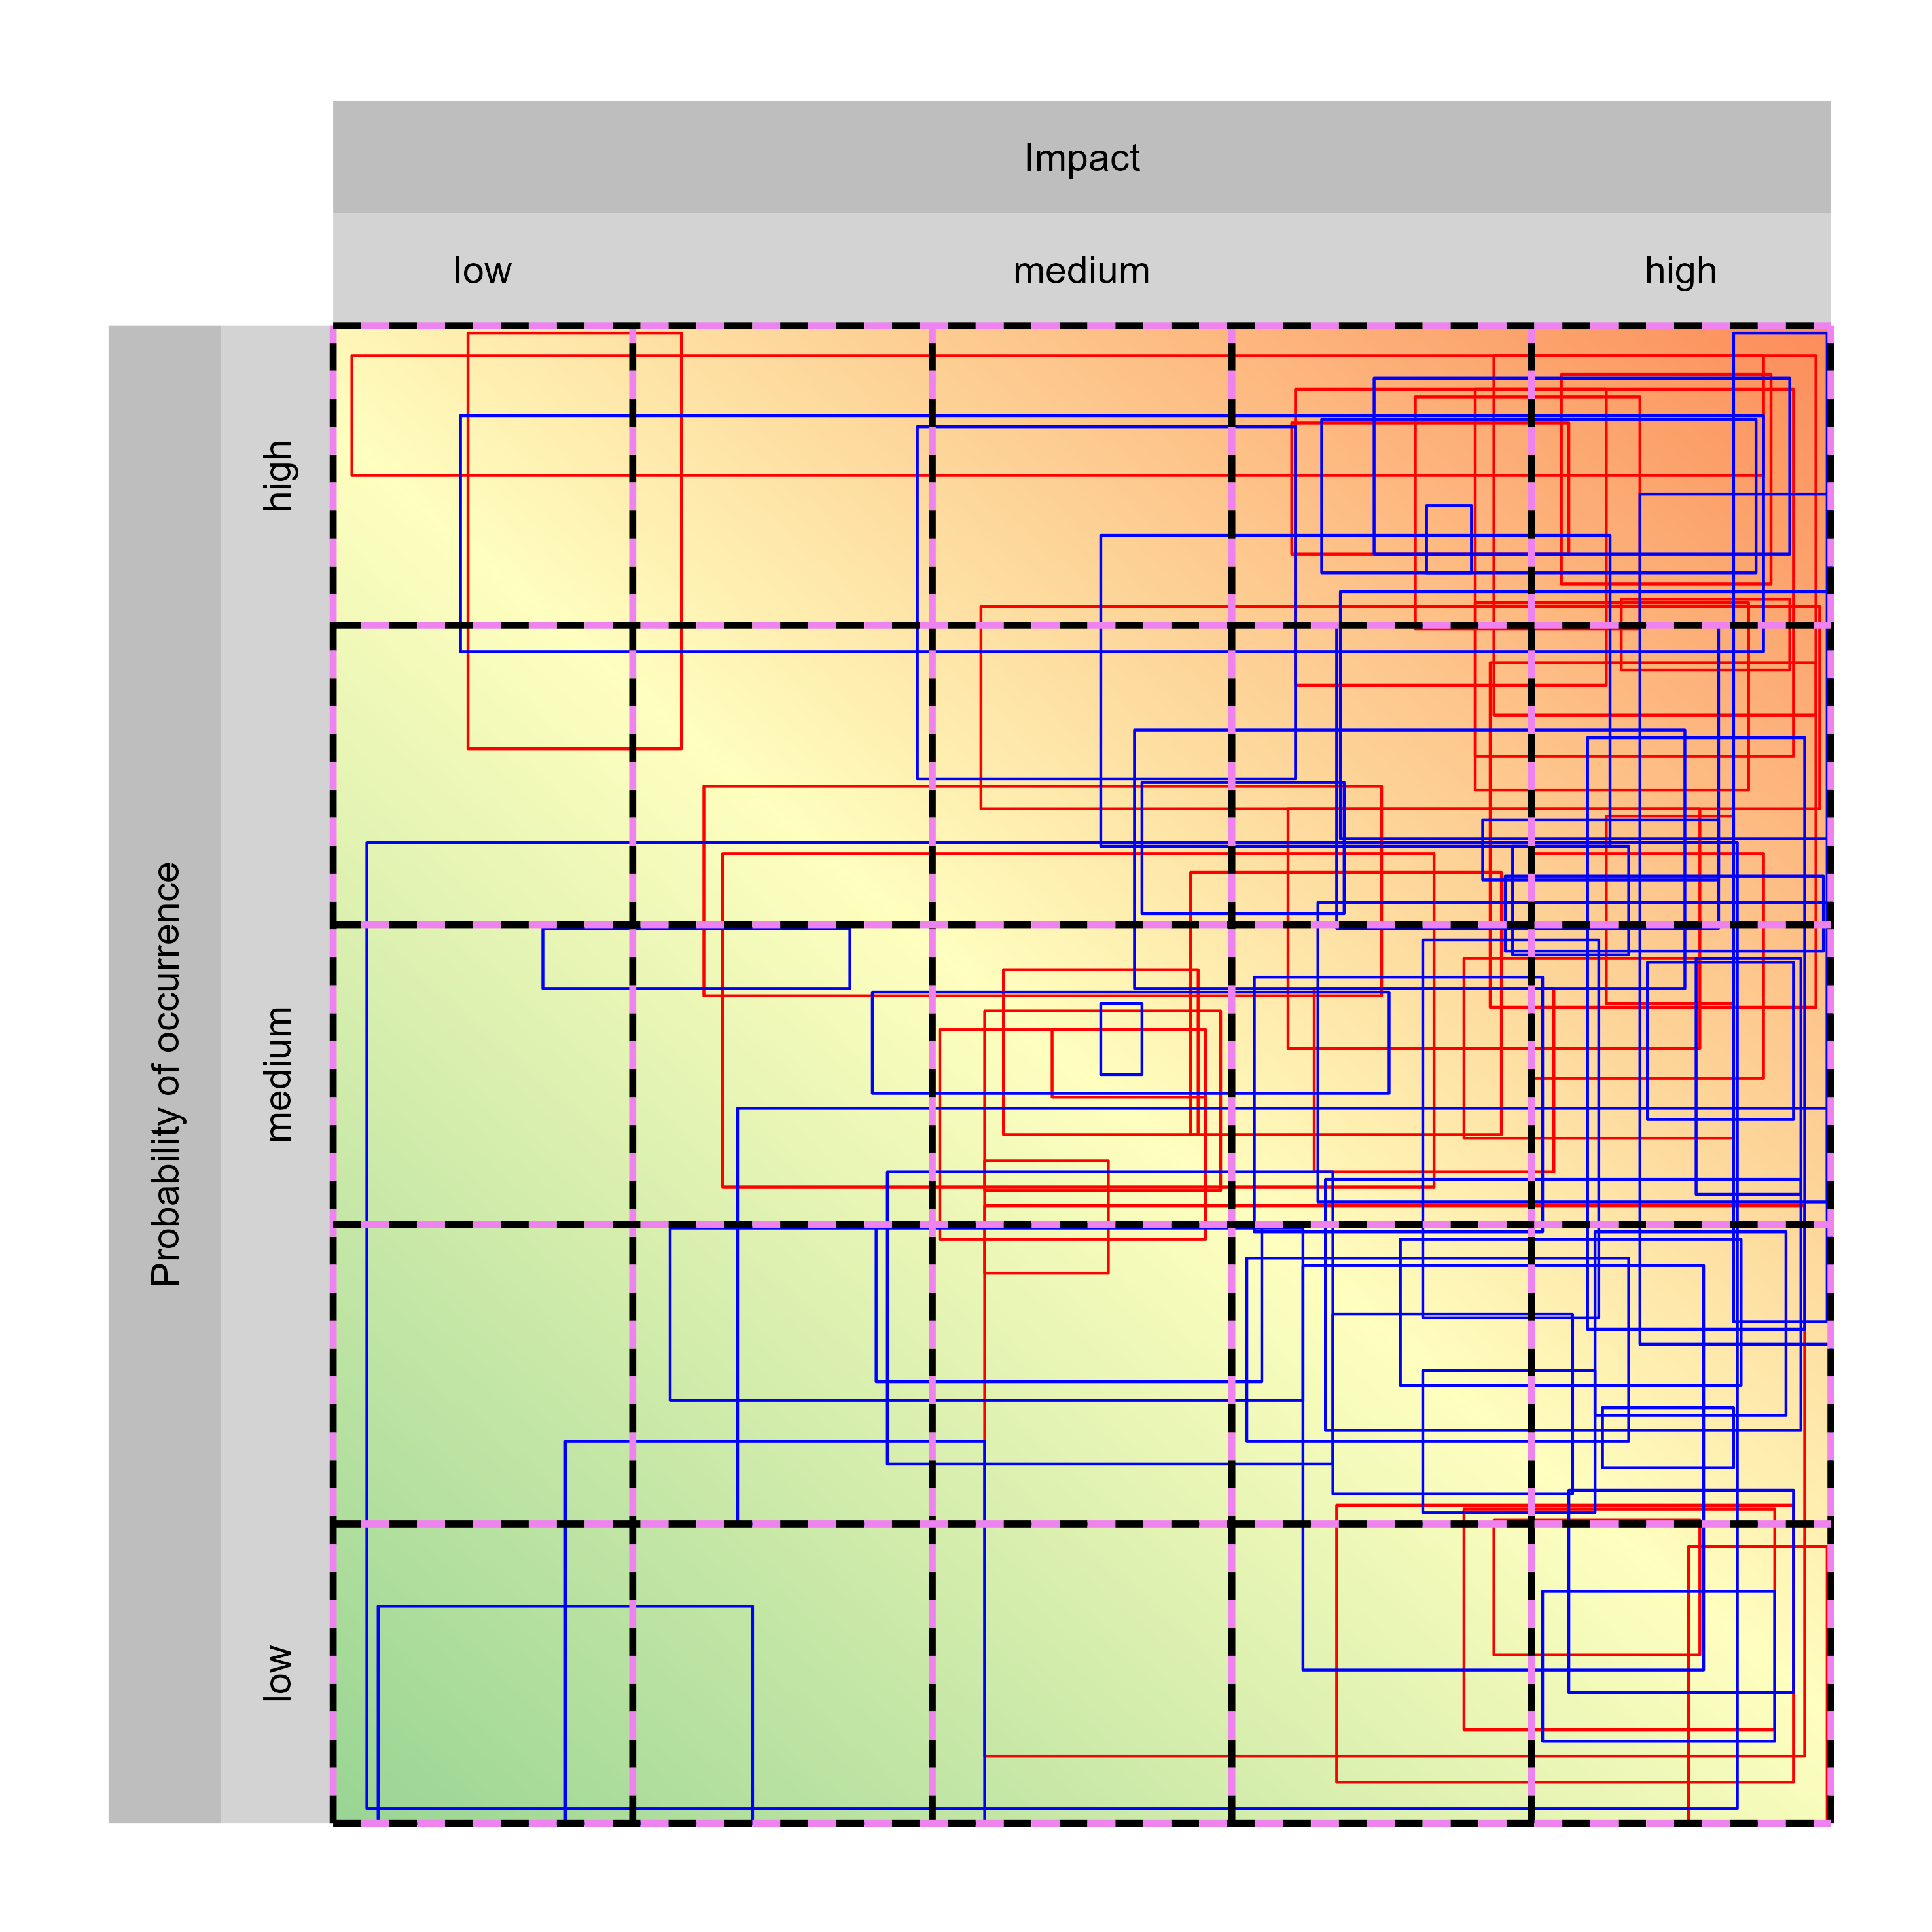 Impact
low
medium
high
Probability of occurrence
high
medium
low